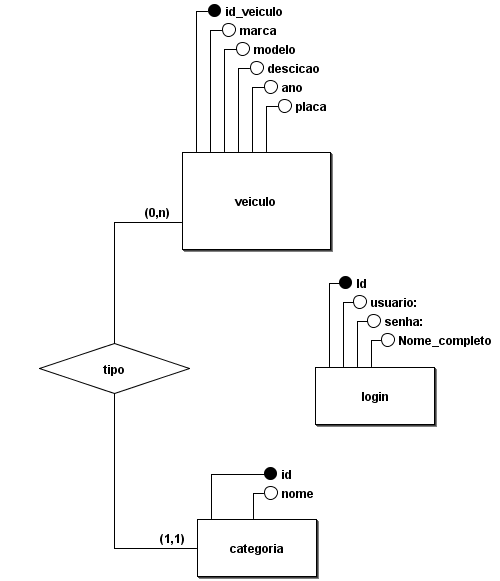 id_veiculo
marca
modelo
descicao
ano
placa
veiculo
(0,n)
Id
usuario:
senha:
Nome_completo
tipo
login
id
nome
(1,1)
categoria